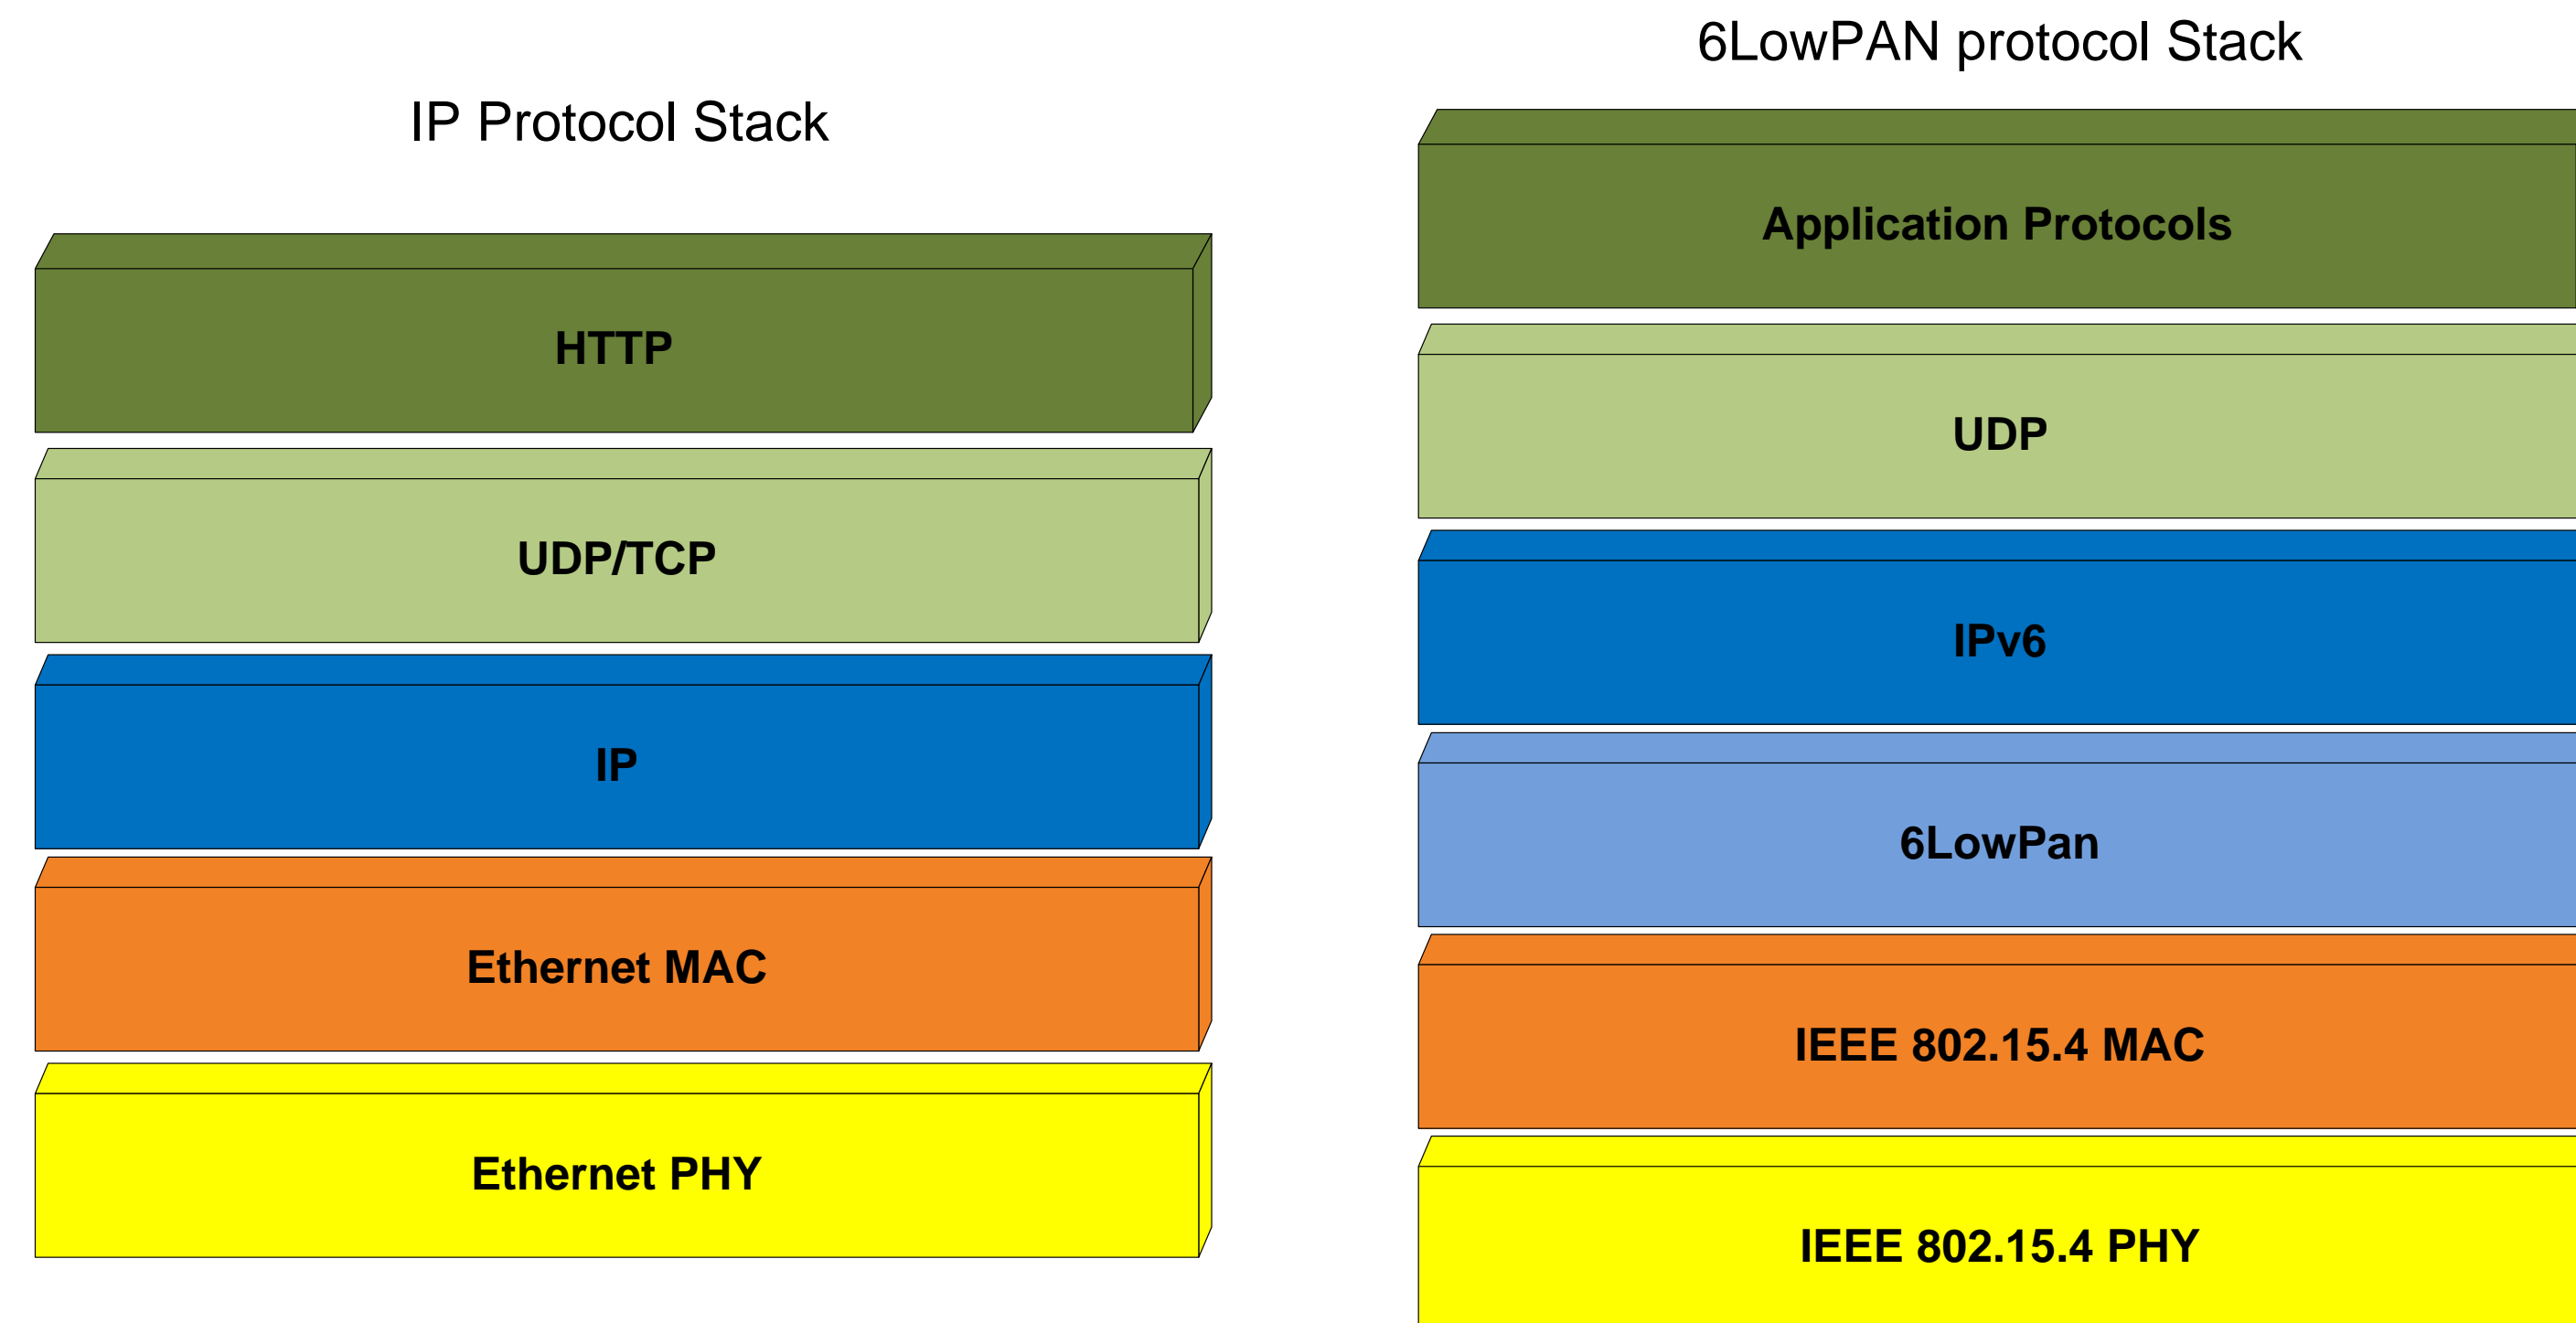 IP Protocol Stack
HTTP
UDP/TCP
IP
Ethernet MAC
Ethernet PHY
6LowPAN protocol Stack
Application Protocols
UDP
IPv6
6LowPan
IEEE 802.15.4 MAC
IEEE 802.15.4 PHY